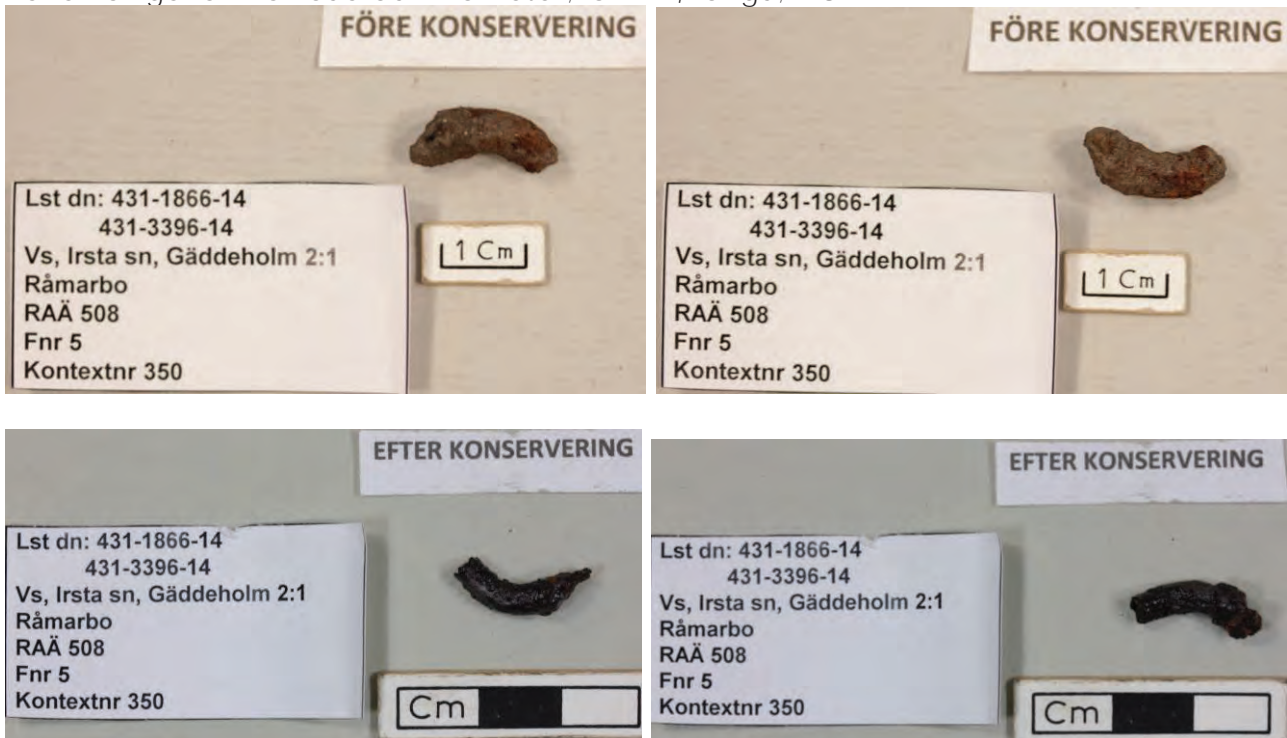 FÖRE KONSERVERING
Lst dn: 431-1866-14
431-3396-14
Vs, Irsta sn, Gäddeholm 2:1
Råmarbo
RAÄ 508
Fnr 5
Kontextnr 350
1 Cm
FÖRE KONSERVERING
Lst dn: 431-1866-14
431-3396-14
Vs, Irsta sn, Gäddeholm 2:1
Råmarbo
RAÄ 508
Fnr 5
Kontextnr 350
1 Cm
EFTER KONSERVERING
Lst dn: 431-1866-14
431-3396-14
Vs, Irsta sn, Gäddeholm 2:1
Råmarbo
RAÄ 508
Fnr 5
Kontextnr 350
Cm
EFTER KONSERVERING
Lst dn: 431-1866-14
431-3396-14
Vs, Irsta sn, Gäddeholm 2:1
Råmarbo
RAÄ 508
Fnr 5
Kontextnr 350
Cm